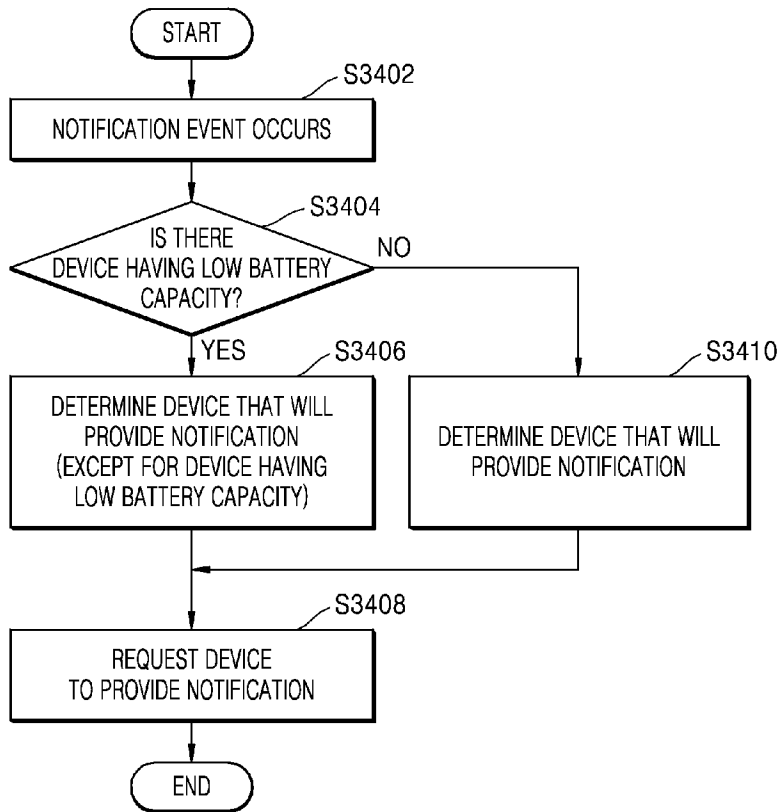 START
S3402
NOTIFICATION EVENT OCCURS
S3404
IS THERE
DEVICE HAVING LOW BATTERY
CAPACITY?
NO
YES
S3406
DETERMINE DEVICE THAT WILL
PROVIDE NOTIFICATION
(EXCEPT FOR DEVICE HAVING
LOW BATTERY CAPACITY)
S3410
DETERMINE DEVICE THAT WILL
PROVIDE NOTIFICATION
S3408
REQUEST DEVICE
TO PROVIDE NOTIFICATION
END